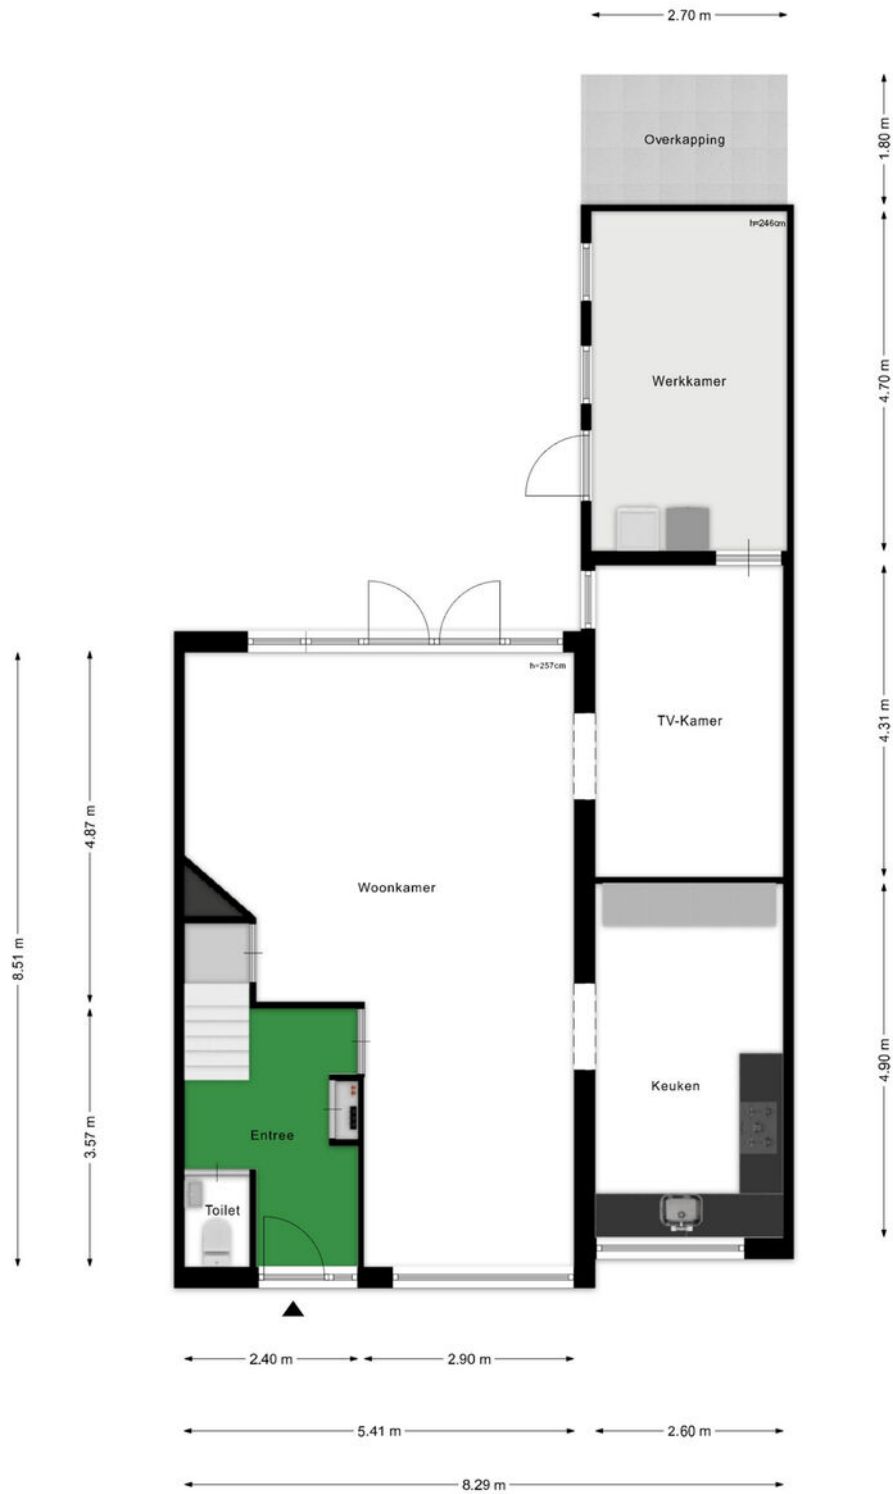 2.70 m
Overkapping
1.80 m
h=246cm
Werkkamer
4.70 m
h=257cm
TV-Kamer
4.31 m
4.87 m
Woonkamer
8.51 m
Keuken
4.90 m
Entree
3.57 m
Toilet
2.40 m
2.90 m
5.41 m
2.60 m
8.29 m